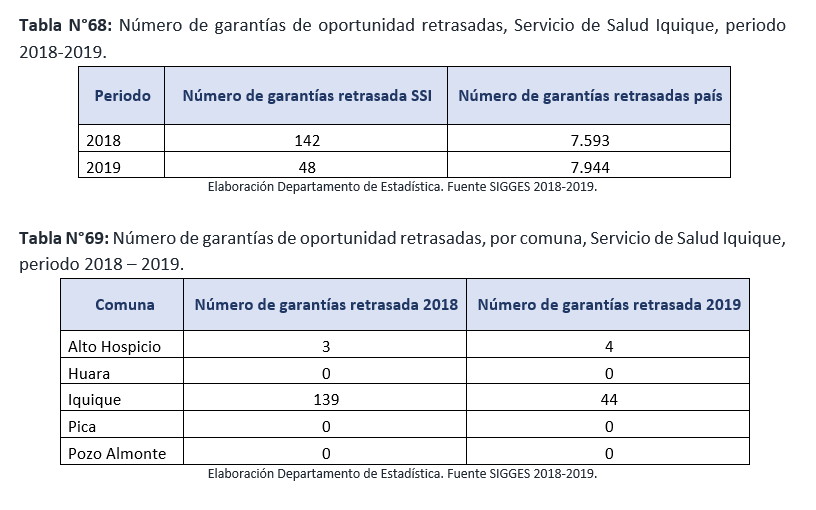 Tabla N°68: Número de garantías de oportunidad retrasadas, Servicio de Salud Iquique, periodo
2018-2019.
Periodo Número de garantías retrasada SSI Número de garantías retrasadas país
2018 142 7.593
2019 48 7.944
Elaboración Departamento de Estadística. Fuente SIGGES 2018-2019.
Tabla N°69: Número de garantías de oportunidad retrasadas, por comuna, Servicio de Salud Iquique,
periodo 2018 – 2019.
Comuna Número de garantías retrasada 2018 Número de garantías retrasada 2019
Alto Hospicio 3 4
Huara 0 0
Iquique 139 44
Pica 0 0
Pozo Almonte 0 0
Elaboración Departamento de Estadística. Fuente SIGGES 2018-2019.